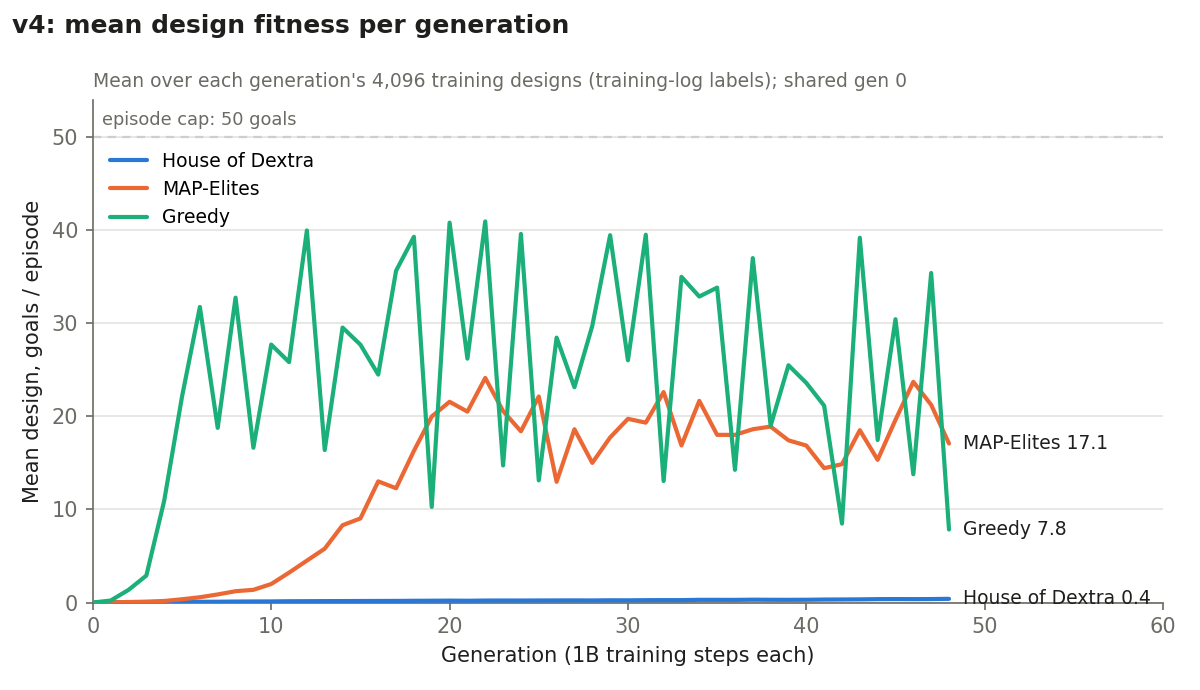 v4: mean design fitness per generation
Mean over each generation's 4,096 training designs (training-log labels); shared gen 0
episode cap: 50 goals
House of Dextra
MAP-Elites
Greedy
Mean design, goals / episode
50
40
30
20
10
0
MAP-Elites 17.1
Greedy 7.8
House of Dextra 0.4
0
10
20
30
40
50
60
Generation (1B training steps each)